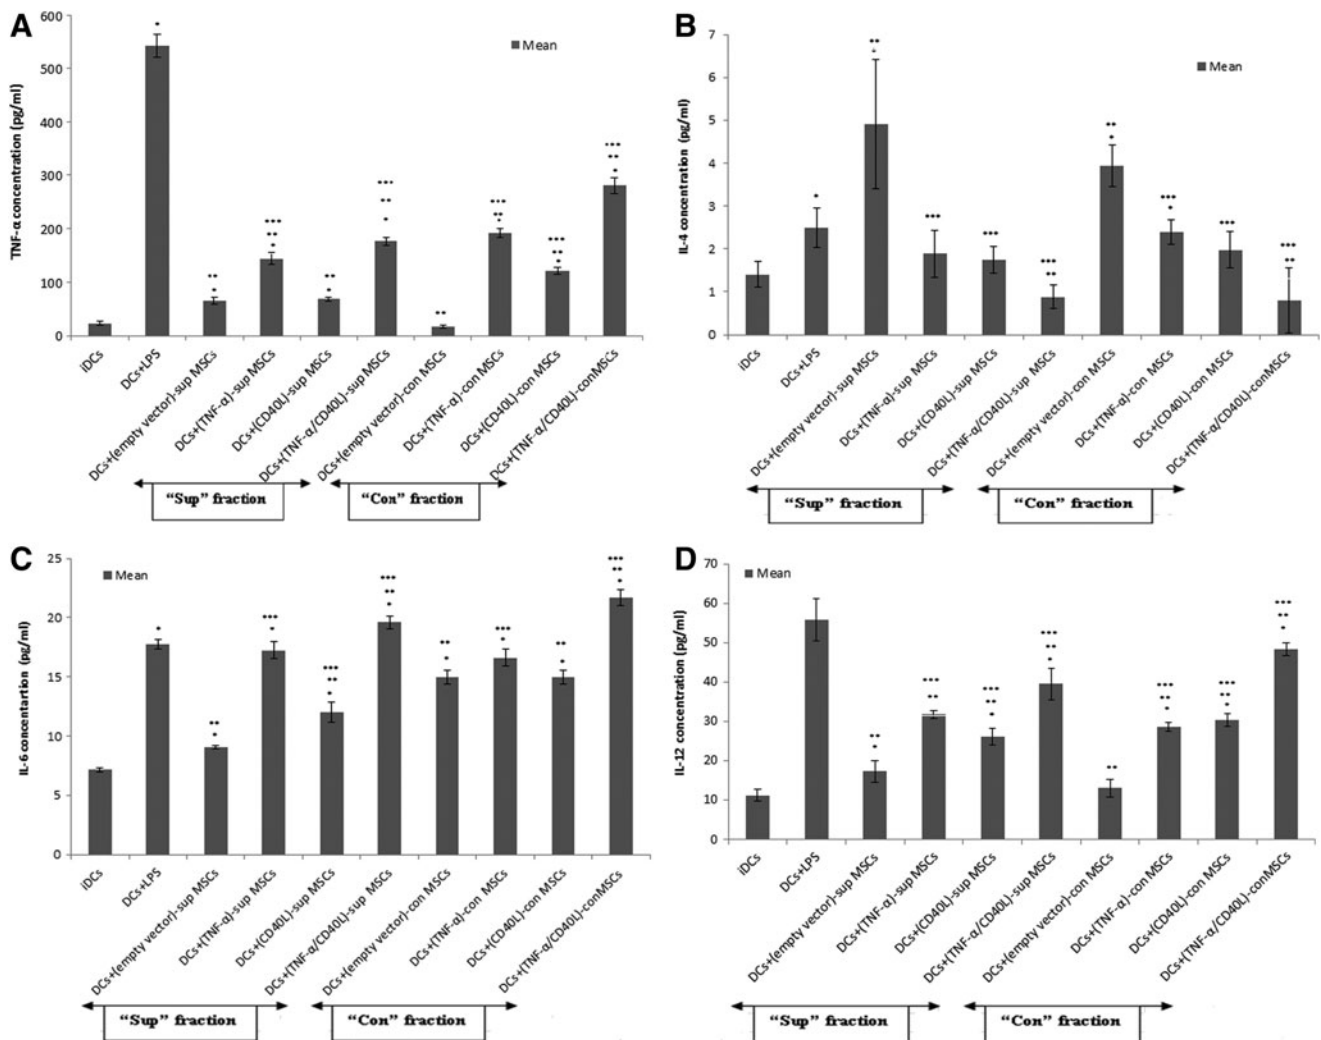 A
TNF-α concentration (pg/ml)
600
500
400
300
200
100
0
Mean
*
** *
*** ** *
** *
*** ** *
**
*** ** *
*** ** *
*** ** *
iDCs
DCs+LPS
DCs+(empty vector)-sup MSCs
DCs+(TNF-α)-sup MSCs
DCs+(CD40L)-sup MSCs
DCs+(TNF-α/CD40L)-sup MSCs
DCs+(empty vector)-con MSCs
DCs+(TNF-α)-con MSCs
DCs+(CD40L)-con MSCs
DCs+(TNF-α/CD40L)-conMSCs
“Sup” fraction
“Con” fraction
B
IL-4 concentration (pg/ml)
7
6
5
4
3
2
1
0
Mean
*
** +
***
***
*** **
** *
*** *
***
*** **
iDCs
DCs+LPS
DCs+(empty vector)-sup MSCs
DCs+(TNF-α)-sup MSCs
DCs+(CD40L)-sup MSCs
DCs+(TNF-α/CD40L)-sup MSCs
DCs+(empty vector)-con MSCs
DCs+(TNF-α)-con MSCs
DCs+(CD40L)-con MSCs
DCs+(TNF-α/CD40L)-conMSCs
“Sup” fraction
“Con” fraction
C
IL-6 concentartion (pg/ml)
25
20
15
10
5
0
Mean
*
** *
*** *
*** ** *
*** ** *
** *
*** *
** *
*** ** *
iDCs
DCs+LPS
DCs+(empty vector)-sup MSCs
DCs+(TNF-α)-sup MSCs
DCs+(CD40L)-sup MSCs
DCs+(TNF-α/CD40L)-sup MSCs
DCs+(empty vector)-con MSCs
DCs+(TNF-α)-con MSCs
DCs+(CD40L)-con MSCs
DCs+(TNF-α/CD40L)-conMSCs
“Sup” fraction
“Con” fraction
D
IL-12 concentration (pg/ml)
70
60
50
40
30
20
10
0
Mean
** *
*** **
*** ** *
*** ** *
**
*** ** *
*** ** *
*** ** *
iDCs
DCs+LPS
DCs+(empty vector)-sup MSCs
DCs+(TNF-α)-sup MSCs
DCs+(CD40L)-sup MSCs
DCs+(TNF-α/CD40L)-sup MSCs
DCs+(empty vector)-con MSCs
DCs+(TNF-α)-con MSCs
DCs+(CD40L)-con MSCs
DCs+(TNF-α/CD40L)-conMSCs
“Sup” fraction
“Con” fraction